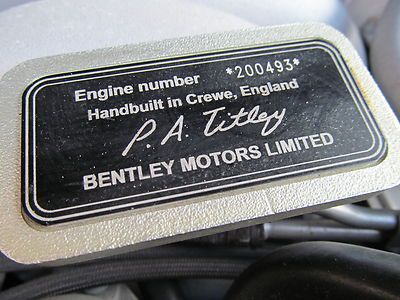 Engine number *200493*
Handbuilt in Crewe, England
P.A. Titley
BENTLEY MOTORS LIMITED